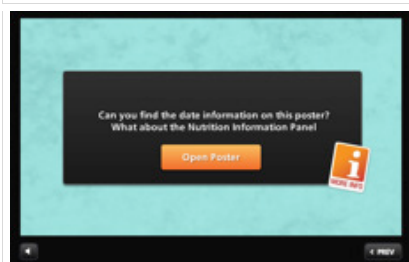 Can you find the date information on this poster?
What about the Nutrition Information Panel
Open Poster
MORE INFO
< PREV